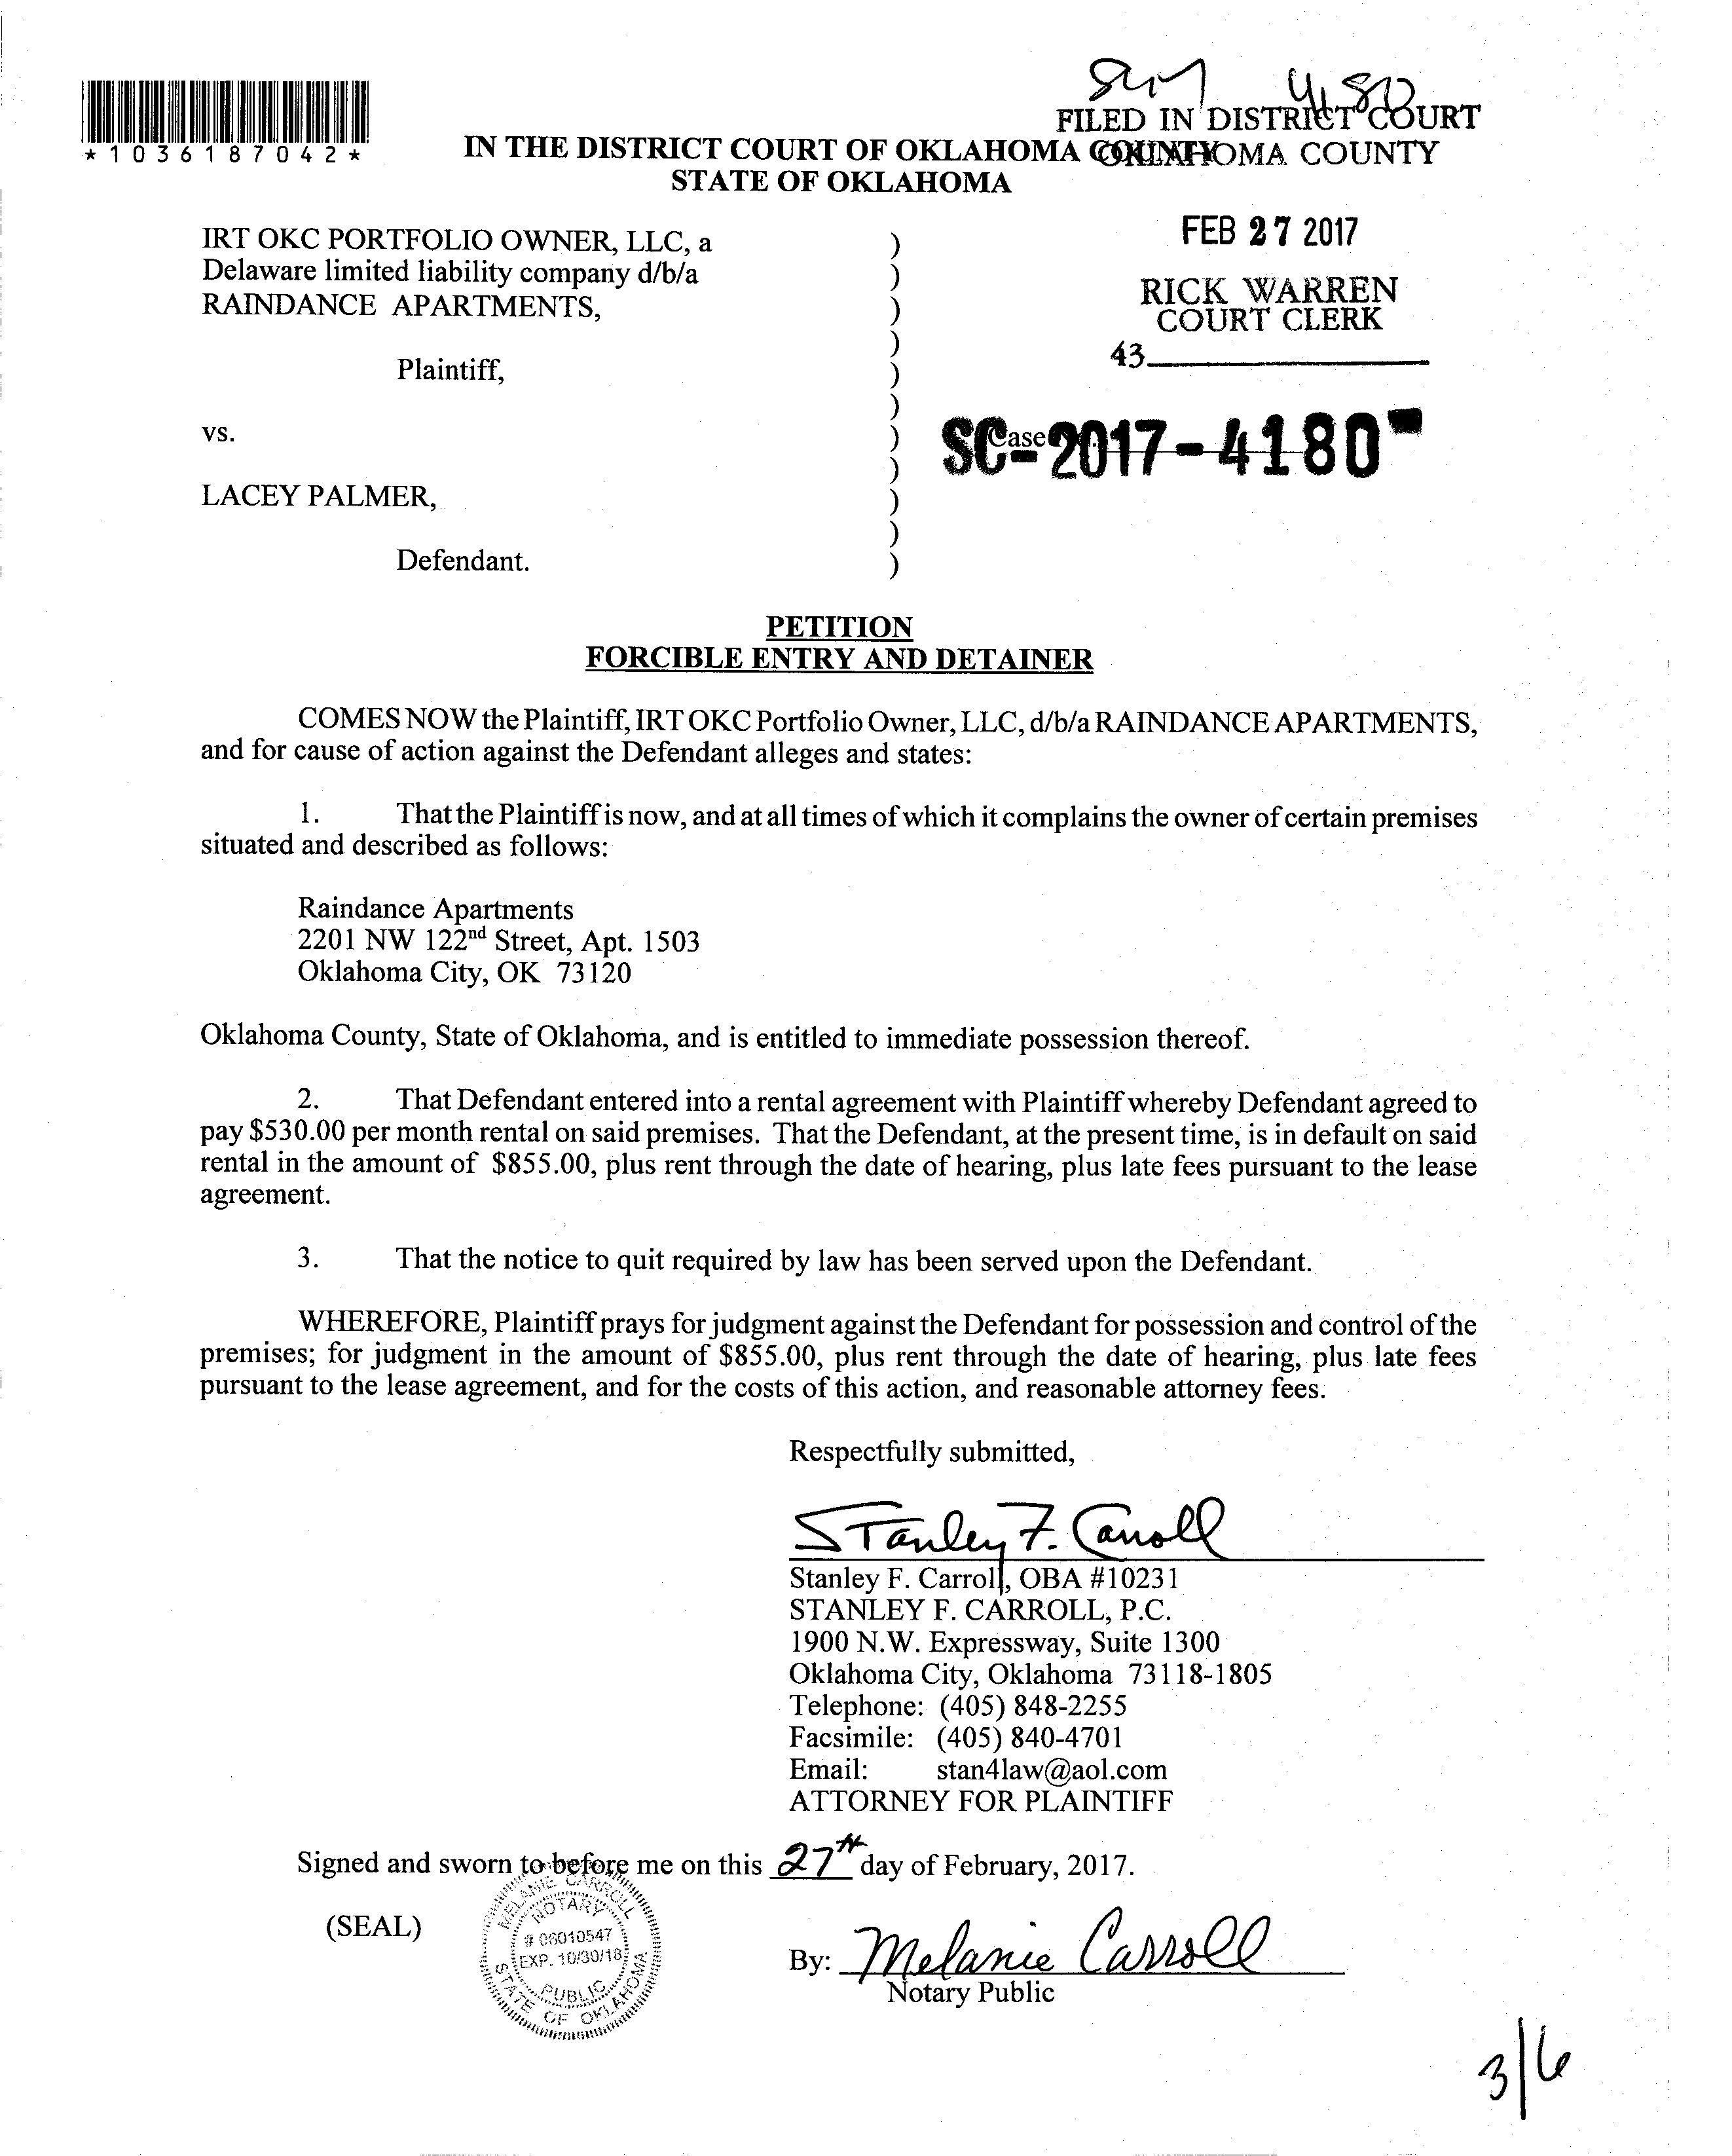 FILED IN DISTRICT COURT
OKLAHOMA COUNTY
*1036187042*
IN THE DISTRICT COURT OF OKLAHOMA COUNTY
STATE OF OKLAHOMA
FEB 27 2017
RICK WARREN
COURT CLERK
43
IRT OKC PORTFOLIO OWNER, LLC, a )
Delaware limited liability company d/b/a )
RAINDANCE APARTMENTS, )
)
Plaintiff, )
)
vs. )
)
LACEY PALMER, )
)
Defendant. )
Case
SC-2017-4180-
PETITION
FORCIBLE ENTRY AND DETAINER
COMES NOW the Plaintiff, IRT OKC Portfolio Owner, LLC, d/b/a RAINDANCE APARTMENTS,
and for cause of action against the Defendant alleges and states:
1. That the Plaintiff is now, and at all times of which it complains the owner of certain premises
situated and described as follows:
Raindance Apartments
2201 NW 122nd Street, Apt. 1503
Oklahoma City, OK 73120
Oklahoma County, State of Oklahoma, and is entitled to immediate possession thereof.
2. That Defendant entered into a rental agreement with Plaintiff whereby Defendant agreed to
pay $530.00 per month rental on said premises. That the Defendant, at the present time, is in default on said
rental in the amount of $855.00, plus rent through the date of hearing, plus late fees pursuant to the lease
agreement.
3. That the notice to quit required by law has been served upon the Defendant.
WHEREFORE, Plaintiff prays for judgment against the Defendant for possession and control of the
premises; for judgment in the amount of $855.00, plus rent through the date of hearing, plus late fees
pursuant to the lease agreement, and for the costs of this action, and reasonable attorney fees.
Respectfully submitted,
Stanley F. Carroll
Stanley F. Carroll, OBA #10231
STANLEY F. CARROLL, P.C.
1900 N.W. Expressway, Suite 1300
Oklahoma City, Oklahoma 73118-1805
Telephone: (405) 848-2255
Facsimile: (405) 840-4701
Email: stan4law@aol.com
ATTORNEY FOR PLAINTIFF
Signed and sworn to before me on this 27th day of February, 2017.
(SEAL)
MELANIE CARROLL
NOTARY
# 06010547
EXP. 10/30/18
PUBLIC
STATE OF OKLAHOMA
By: Melanie Carroll
Notary Public
3/6